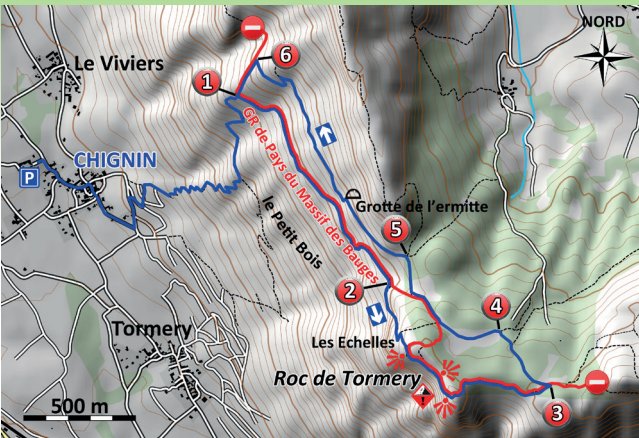 NORD
Le Viviers
6
1
CHIGNIN
P
GR de Pays du Massif des Bauges
Grotte de l'ermitte
le Petit Bois
5
2
4
Tormery
Les Echelles
Roc de Tormery
3
500 m